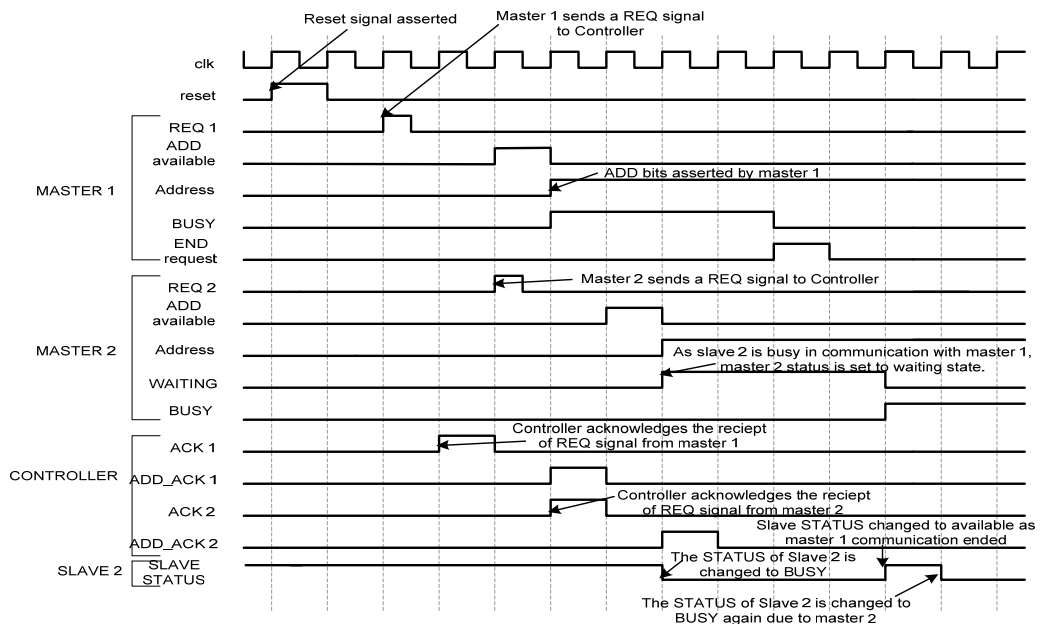 Reset signal asserted
Master 1 sends a REQ signal
to Controller
clk
reset
REQ 1
ADD
available
MASTER 1
Address
ADD bits asserted by master 1
BUSY
END
request
REQ 2
Master 2 sends a REQ signal to Controller
ADD
available
MASTER 2
Address
As slave 2 is busy in communication with master 1,
master 2 status is set to waiting state.
WAITING
BUSY
Controller acknowledges the reciept
of REQ signal from master 1
ACK 1
CONTROLLER
ADD_ACK 1
ACK 2
Controller acknowledges the reciept
of REQ signal from master 2
Slave STATUS changed to available as
master 1 communication ended
ADD_ACK 2
SLAVE 2
SLAVE
STATUS
The STATUS of Slave 2 is
changed to BUSY
The STATUS of Slave 2 is changed to
BUSY again due to master 2